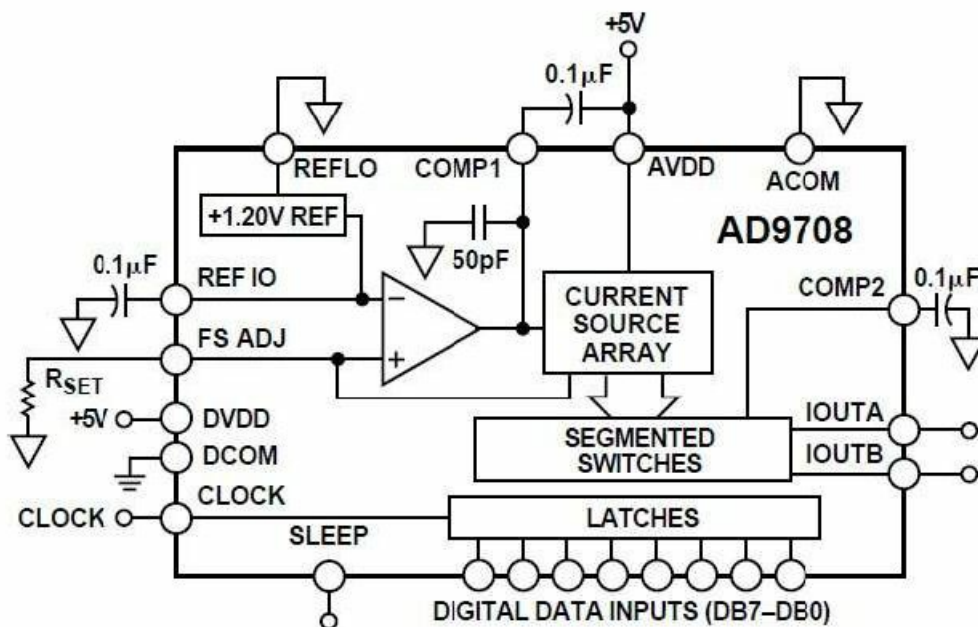 +5V
0.1µF
REFLO
COMP1
AVDD
ACOM
+1.20V REF
50pF
AD9708
0.1µF
REF IO
COMP2
0.1µF
CURRENT
SOURCE
ARRAY
FS ADJ
RSET
+5V
DVDD
DCOM
IOUTA
IOUTB
SEGMENTED
SWITCHES
CLOCK
CLOCK
LATCHES
SLEEP
DIGITAL DATA INPUTS (DB7–DB0)